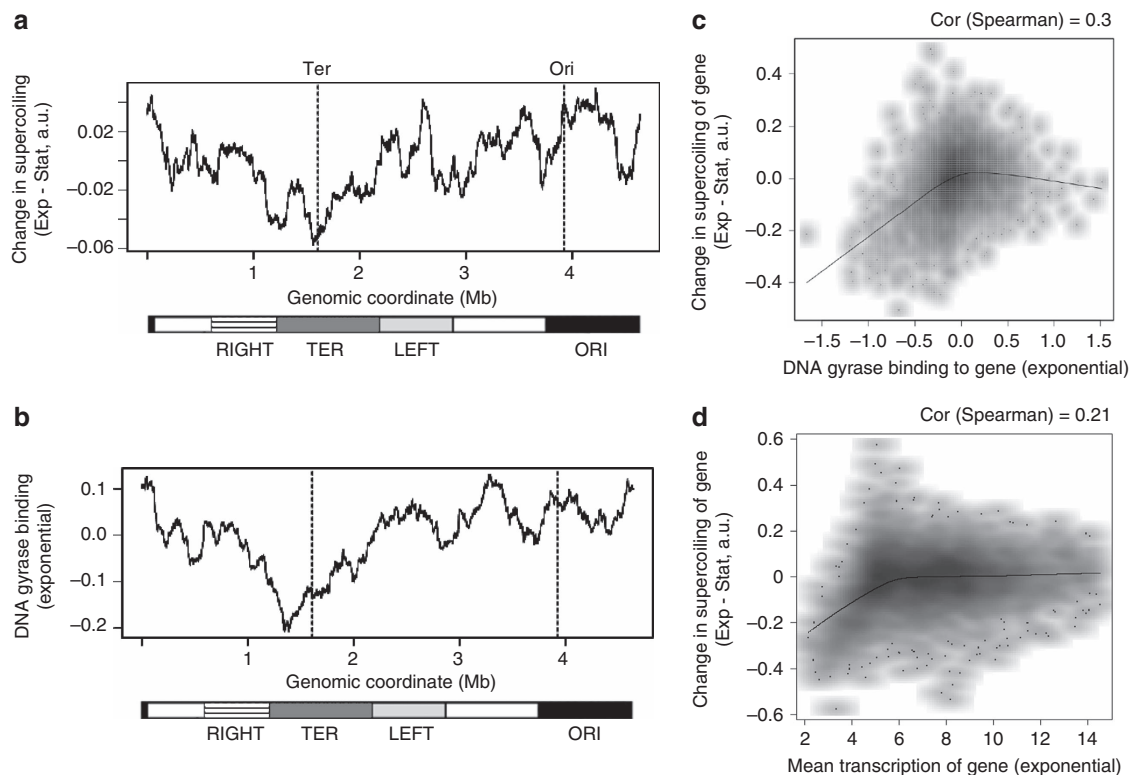 a
Change in supercoiling
(Exp - Stat, a.u.)
Ter
Ori
0.02
−0.02
−0.06
1
2
3
4
Genomic coordinate (Mb)
RIGHT
TER
LEFT
ORI
b
DNA gyrase binding
(exponential)
0.1
0.0
−0.1
−0.2
1
2
3
4
Genomic coordinate (Mb)
RIGHT
TER
LEFT
ORI
c
Cor (Spearman) = 0.3
Change in supercoiling of gene
(Exp - Stat, a.u.)
0.4
0.2
0.0
−0.2
−0.4
−1.5
−1.0
−0.5
0.0
0.5
1.0
1.5
DNA gyrase binding to gene (exponential)
d
Cor (Spearman) = 0.21
Change in supercoiling of gene
(Exp - Stat, a.u.)
0.6
0.4
0.2
0
−0.2
−0.4
−0.6
2
4
6
8
10
12
14
Mean transcription of gene (exponential)